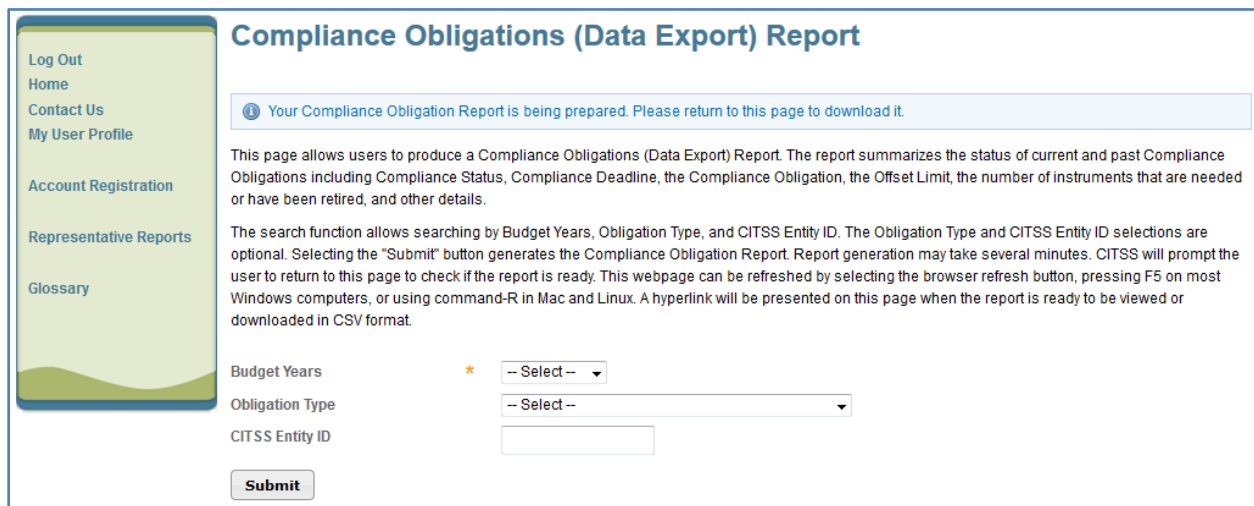 Compliance Obligations (Data Export) Report
Log Out
Home
Contact Us
My User Profile
Account Registration
Representative Reports
Glossary
Your Compliance Obligation Report is being prepared. Please return to this page to download it.
This page allows users to produce a Compliance Obligations (Data Export) Report. The report summarizes the status of current and past Compliance
Obligations including Compliance Status, Compliance Deadline, the Compliance Obligation, the Offset Limit, the number of instruments that are needed
or have been retired, and other details.
The search function allows searching by Budget Years, Obligation Type, and CITSS Entity ID. The Obligation Type and CITSS Entity ID selections are
optional. Selecting the "Submit" button generates the Compliance Obligation Report. Report generation may take several minutes. CITSS will prompt the
user to return to this page to check if the report is ready. This webpage can be refreshed by selecting the browser refresh button, pressing F5 on most
Windows computers, or using command-R in Mac and Linux. A hyperlink will be presented on this page when the report is ready to be viewed or
downloaded in CSV format.
Budget Years * -- Select --
Obligation Type -- Select --
CITSS Entity ID
Submit